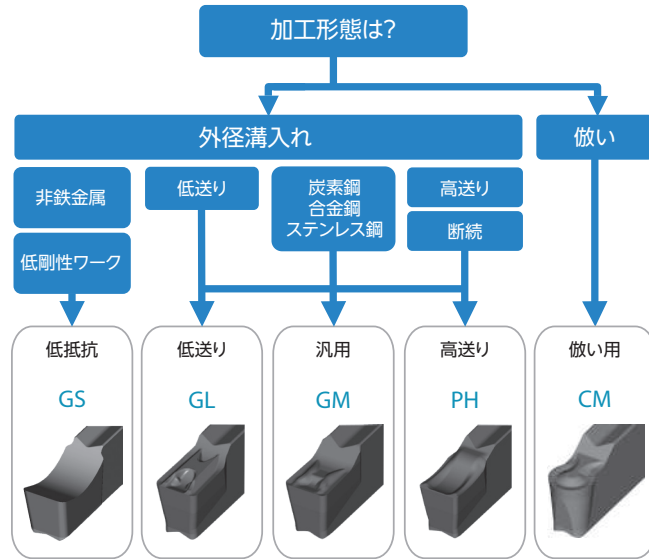 加工形態は?
外径溝入れ
倣い
非鉄金属
低剛性ワーク
低送り
炭素鋼
合金鋼
ステンレス鋼
高送り
断続
低抵抗
GS
低送り
GL
汎用
GM
高送り
PH
倣い用
CM